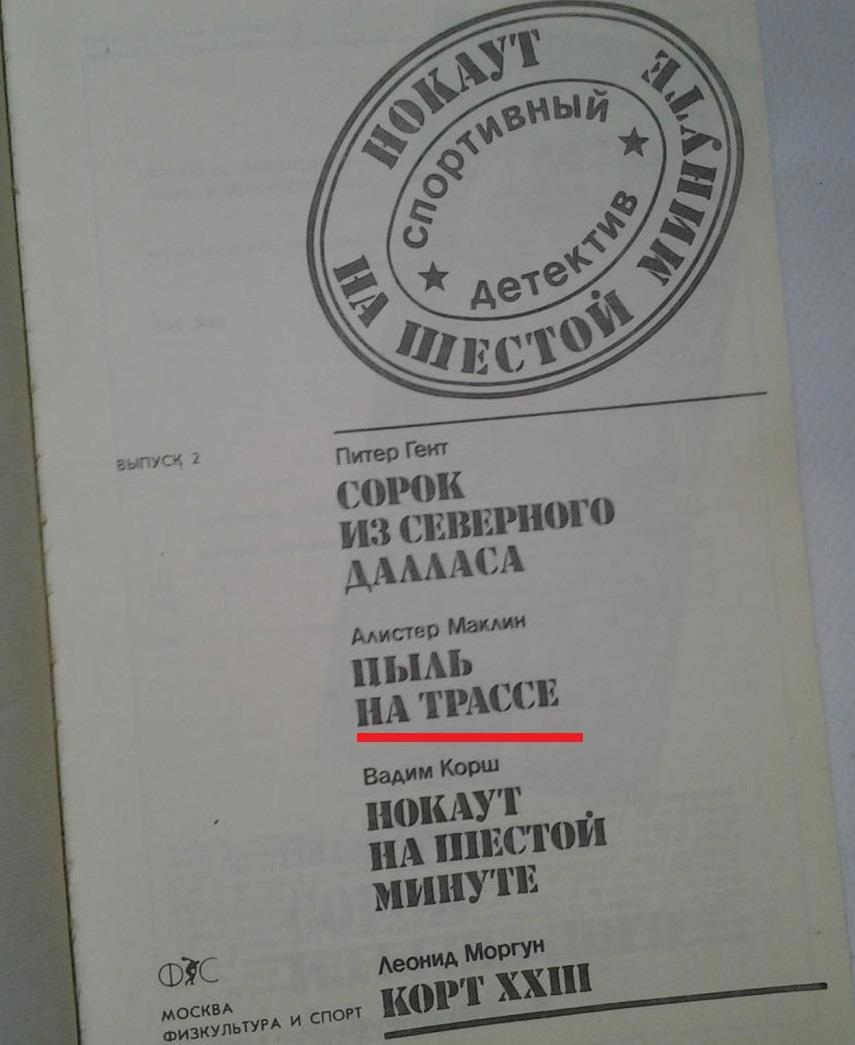 НОКАУТ
НА ШЕСТОЙ МИНУТЕ
спортивный
детектив
ВЫПУСК 2
Питер Гент
СОРОК
ИЗ СЕВЕРНОГО
ДАЛЛАСА
Алистер Маклин
ПЫЛЬ
НА ТРАССЕ
Вадим Корш
НОКАУТ
НА ШЕСТОЙ
МИНУТЕ
Леонид Моргун
КОРТ XXIII
ФиС
МОСКВА
ФИЗКУЛЬТУРА И СПОРТ